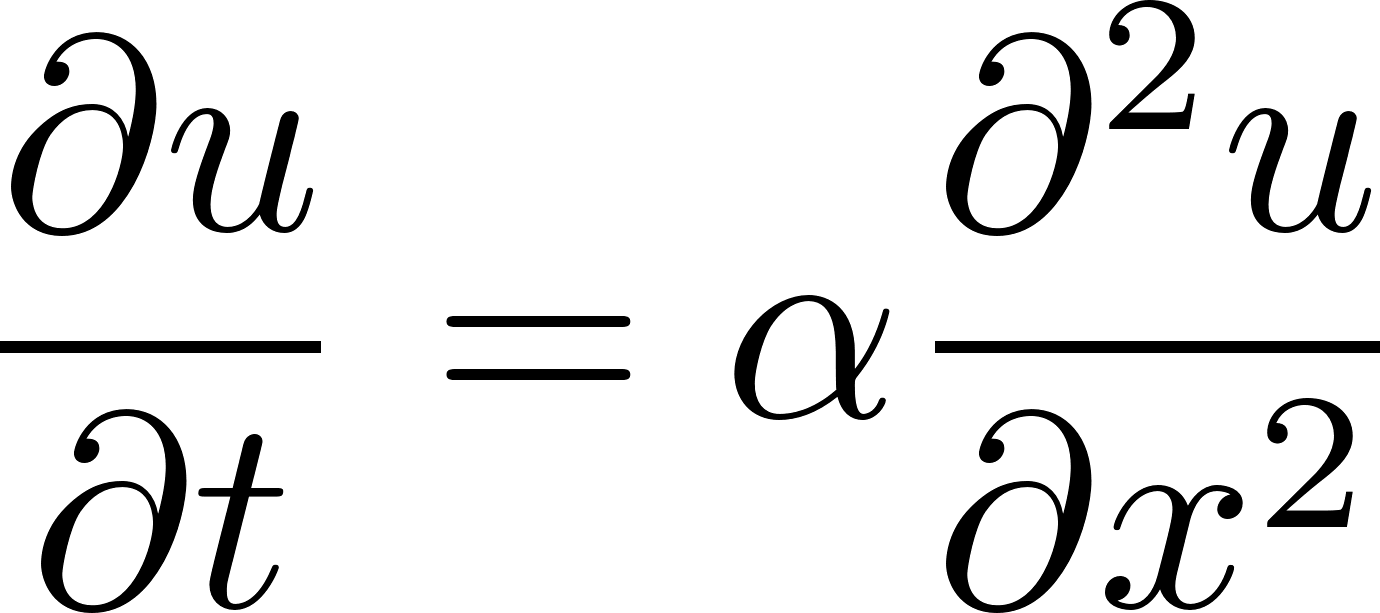 ∂u/∂t = α ∂²u/∂x²